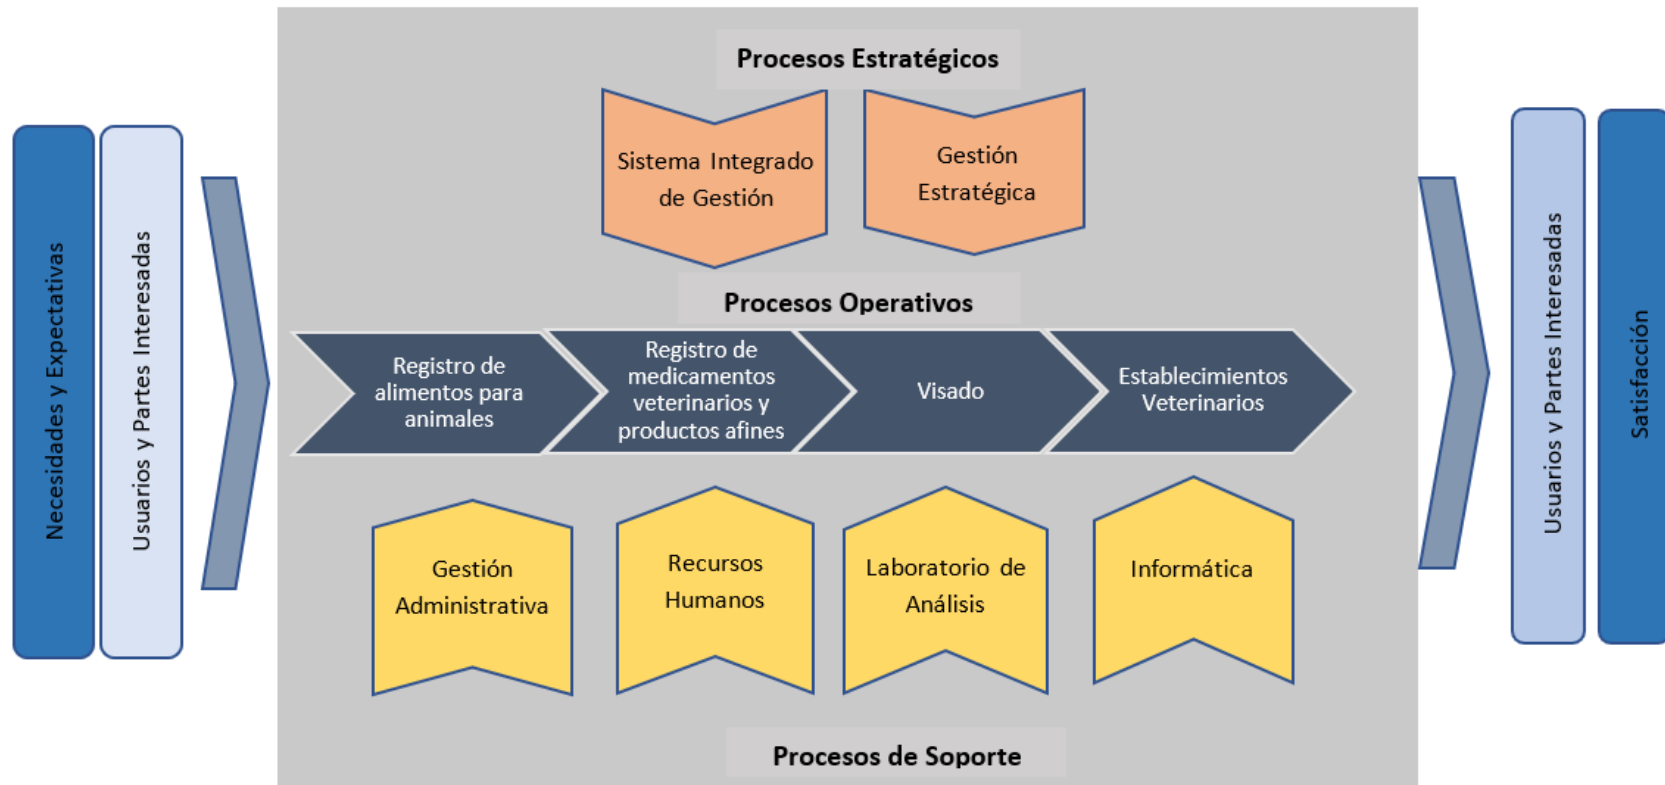 Necesidades y Expectativas
Usuarios y Partes Interesadas
Procesos Estratégicos
Sistema Integrado
de Gestión
Gestión
Estratégica
Procesos Operativos
Registro de
alimentos para
animales
Registro de
medicamentos
veterinarios y
productos afines
Visado
Establecimientos
Veterinarios
Gestión
Administrativa
Recursos
Humanos
Laboratorio de
Análisis
Informática
Procesos de Soporte
Usuarios y Partes Interesadas
Satisfacción